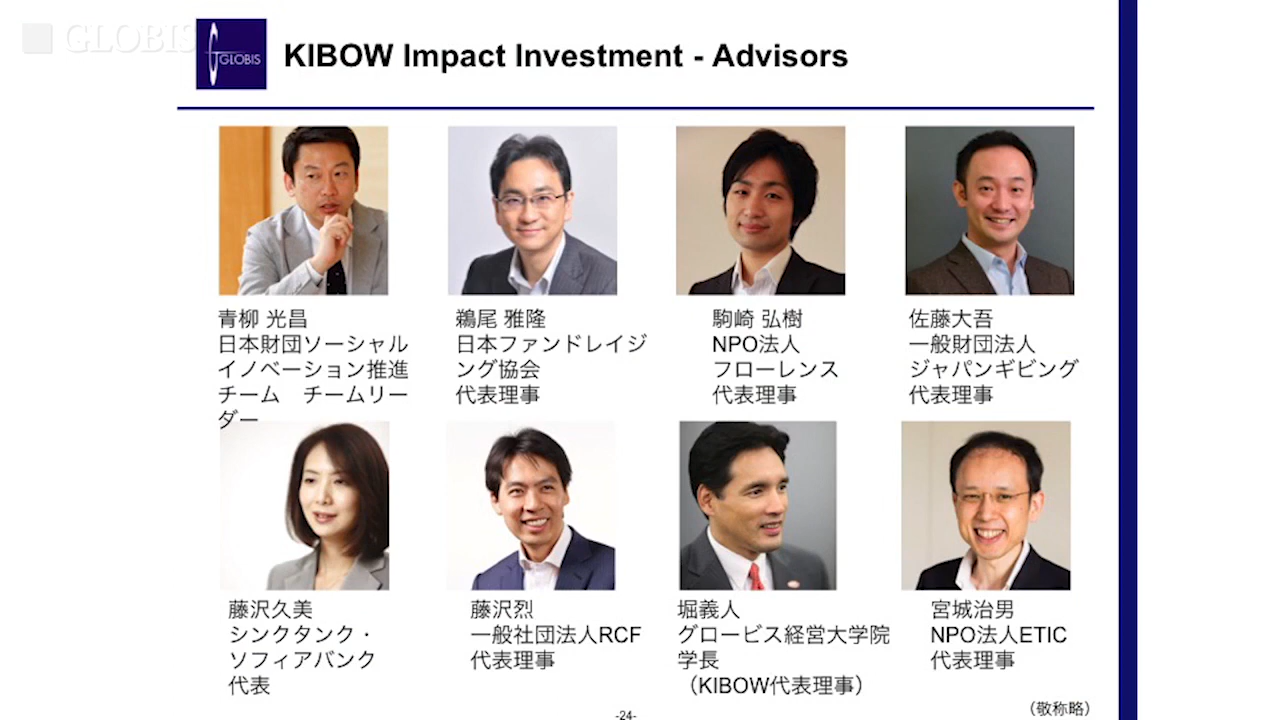 GLOBIS
GLOBIS
KIBOW Impact Investment - Advisors
青柳 光昌
日本財団ソーシャル
イノベーション推進
チーム　チームリー
ダー
鵜尾 雅隆
日本ファンドレイジ
ング協会
代表理事
駒崎 弘樹
NPO法人
フローレンス
代表理事
佐藤大吾
一般財団法人
ジャパンギビング
代表理事
藤沢久美
シンクタンク・
ソフィアバンク
代表
藤沢烈
一般社団法人RCF
代表理事
堀義人
グロービス経営大学院
学長
（KIBOW代表理事）
宮城治男
NPO法人ETIC
代表理事
（敬称略）
-24-